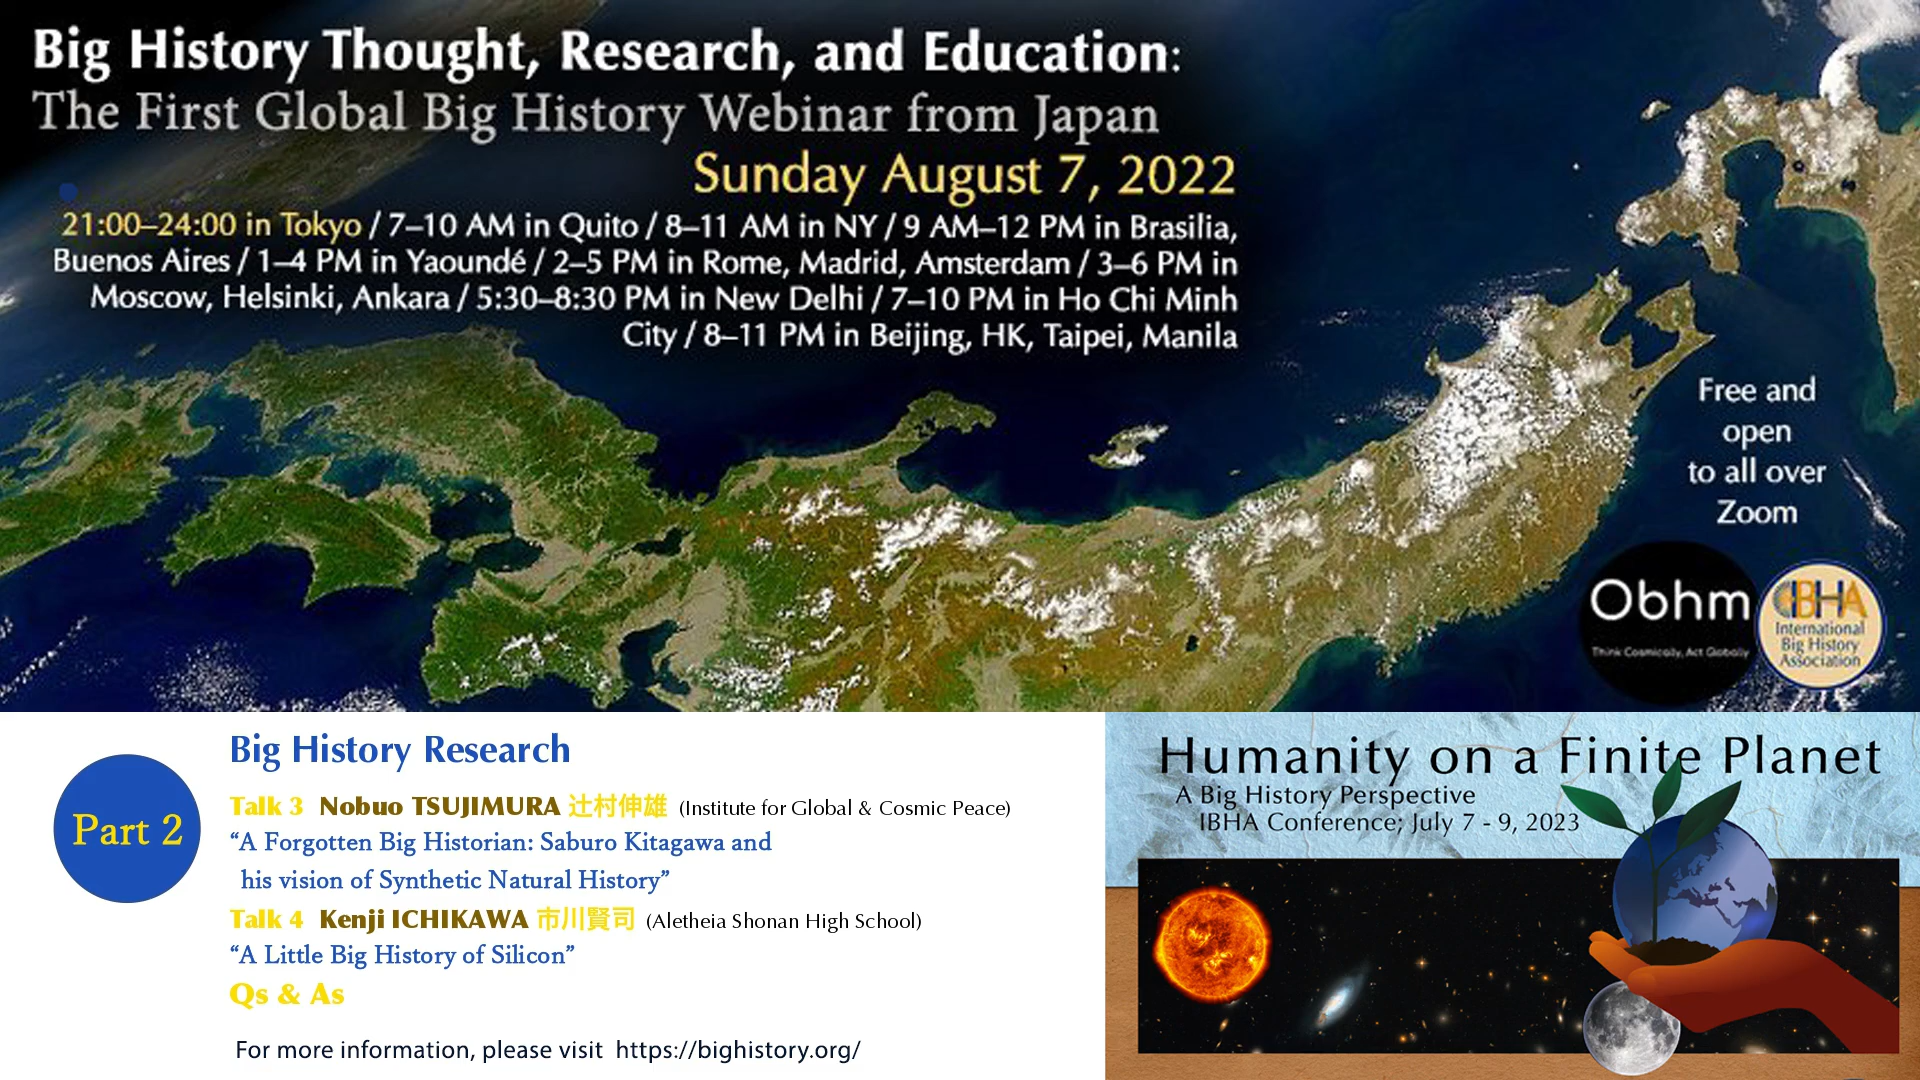 Big History Thought, Research, and Education:
The First Global Big History Webinar from Japan
Sunday August 7, 2022
21:00–24:00 in Tokyo / 7–10 AM in Quito / 8–11 AM in NY / 9 AM–12 PM in Brasilia,
Buenos Aires / 1–4 PM in Yaoundé / 2–5 PM in Rome, Madrid, Amsterdam / 3–6 PM in
Moscow, Helsinki, Ankara / 5:30–8:30 PM in New Delhi / 7–10 PM in Ho Chi Minh
City / 8–11 PM in Beijing, HK, Taipei, Manila
Free and
open
to all over
Zoom
Obhm
Think Cosmically, Act Globally
IBHA
International
Big History
Association
Part 2
Big History Research
Talk 3 Nobuo TSUJIMURA 辻村伸雄 (Institute for Global & Cosmic Peace)
“A Forgotten Big Historian: Saburo Kitagawa and
his vision of Synthetic Natural History”
Talk 4 Kenji ICHIKAWA 市川賢司 (Aletheia Shonan High School)
“A Little Big History of Silicon”
Qs & As
For more information, please visit https://bighistory.org/
Humanity on a Finite Planet
A Big History Perspective
IBHA Conference; July 7 - 9, 2023